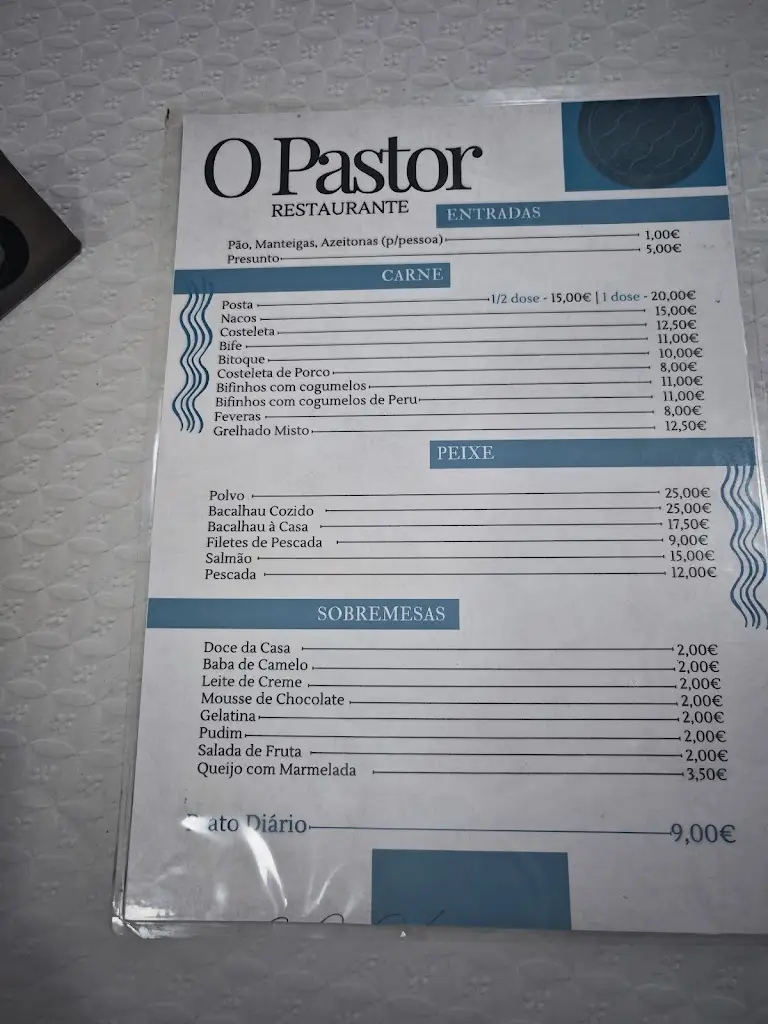 O Pastor
RESTAURANTE
ENTRADAS
Pão, Manteigas, Azeitonas (p/pessoa) 1,00€
Presunto 5,00€
CARNE
Posta 1/2 dose - 15,00€ | 1 dose - 20,00€
Nacos 15,00€
Costeleta 12,50€
Bife 11,00€
Bitoque 10,00€
Costeleta de Porco 8,00€
Bifinhos com cogumelos 11,00€
Bifinhos com cogumelos de Peru 11,00€
Feveras 8,00€
Grelhado Misto 12,50€
PEIXE
Polvo 25,00€
Bacalhau Cozido 25,00€
Bacalhau à Casa 17,50€
Filetes de Pescada 9,00€
Salmão 15,00€
Pescada 12,00€
SOBREMESAS
Doce da Casa 2,00€
Baba de Camelo 2,00€
Leite de Creme 2,00€
Mousse de Chocolate 2,00€
Gelatina 2,00€
Pudim 2,00€
Salada de Fruta 2,00€
Queijo com Marmelada 3,50€
Prato Diário 9,00€